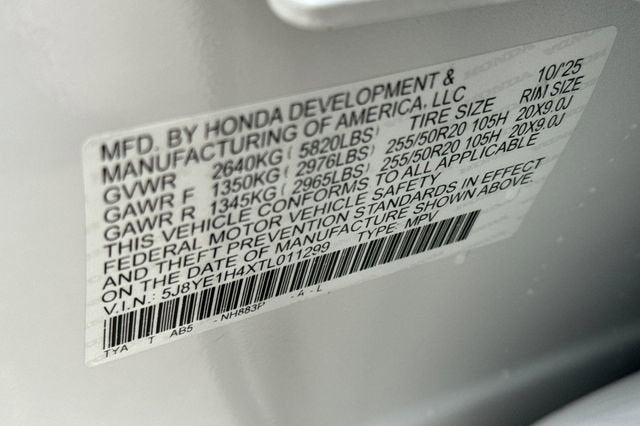 MFD. BY HONDA DEVELOPMENT & 10/'25
MANUFACTURING OF AMERICA, LLC
TIRE SIZE RIM SIZE
GVWR 2640KG ( 5820LBS)
GAWR F 1350KG ( 2976LBS) 255/50R20 105H 20X9.0J
GAWR R 1345KG ( 2965LBS) 255/50R20 105H 20X9.0J
THIS VEHICLE CONFORMS TO ALL APPLICABLE
FEDERAL MOTOR VEHICLE SAFETY
AND THEFT PREVENTION STANDARDS IN EFFECT
ON THE DATE OF MANUFACTURE SHOWN ABOVE.
V.I.N.: 5J8YE1H4XTL011299 TYPE: MPV
TYA T AB5 - NH883P - 4 - L